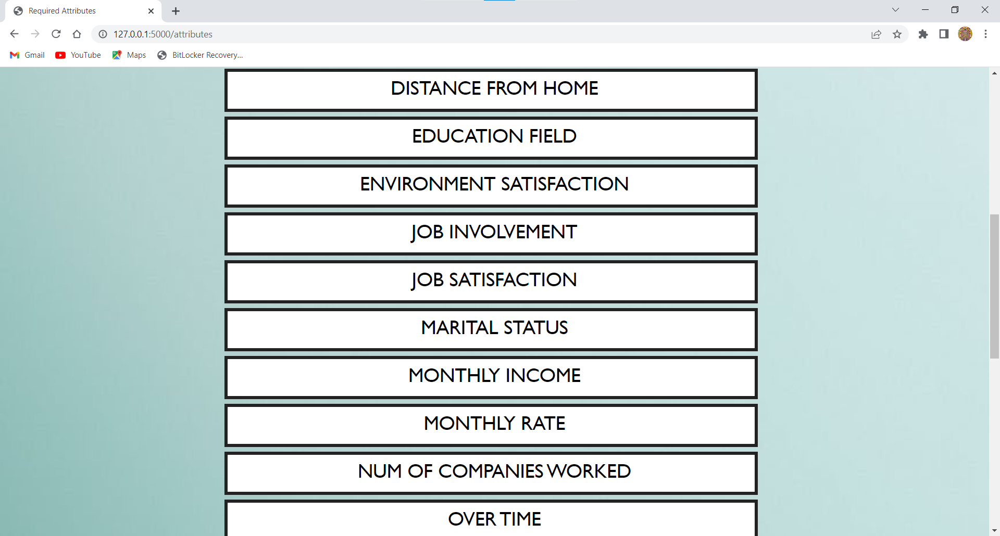 Required Attributes
127.0.0.1:5000/attributes
Gmail YouTube Maps BitLocker Recovery...
DISTANCE FROM HOME
EDUCATION FIELD
ENVIRONMENT SATISFACTION
JOB INVOLVEMENT
JOB SATISFACTION
MARITAL STATUS
MONTHLY INCOME
MONTHLY RATE
NUM OF COMPANIES WORKED
OVER TIME